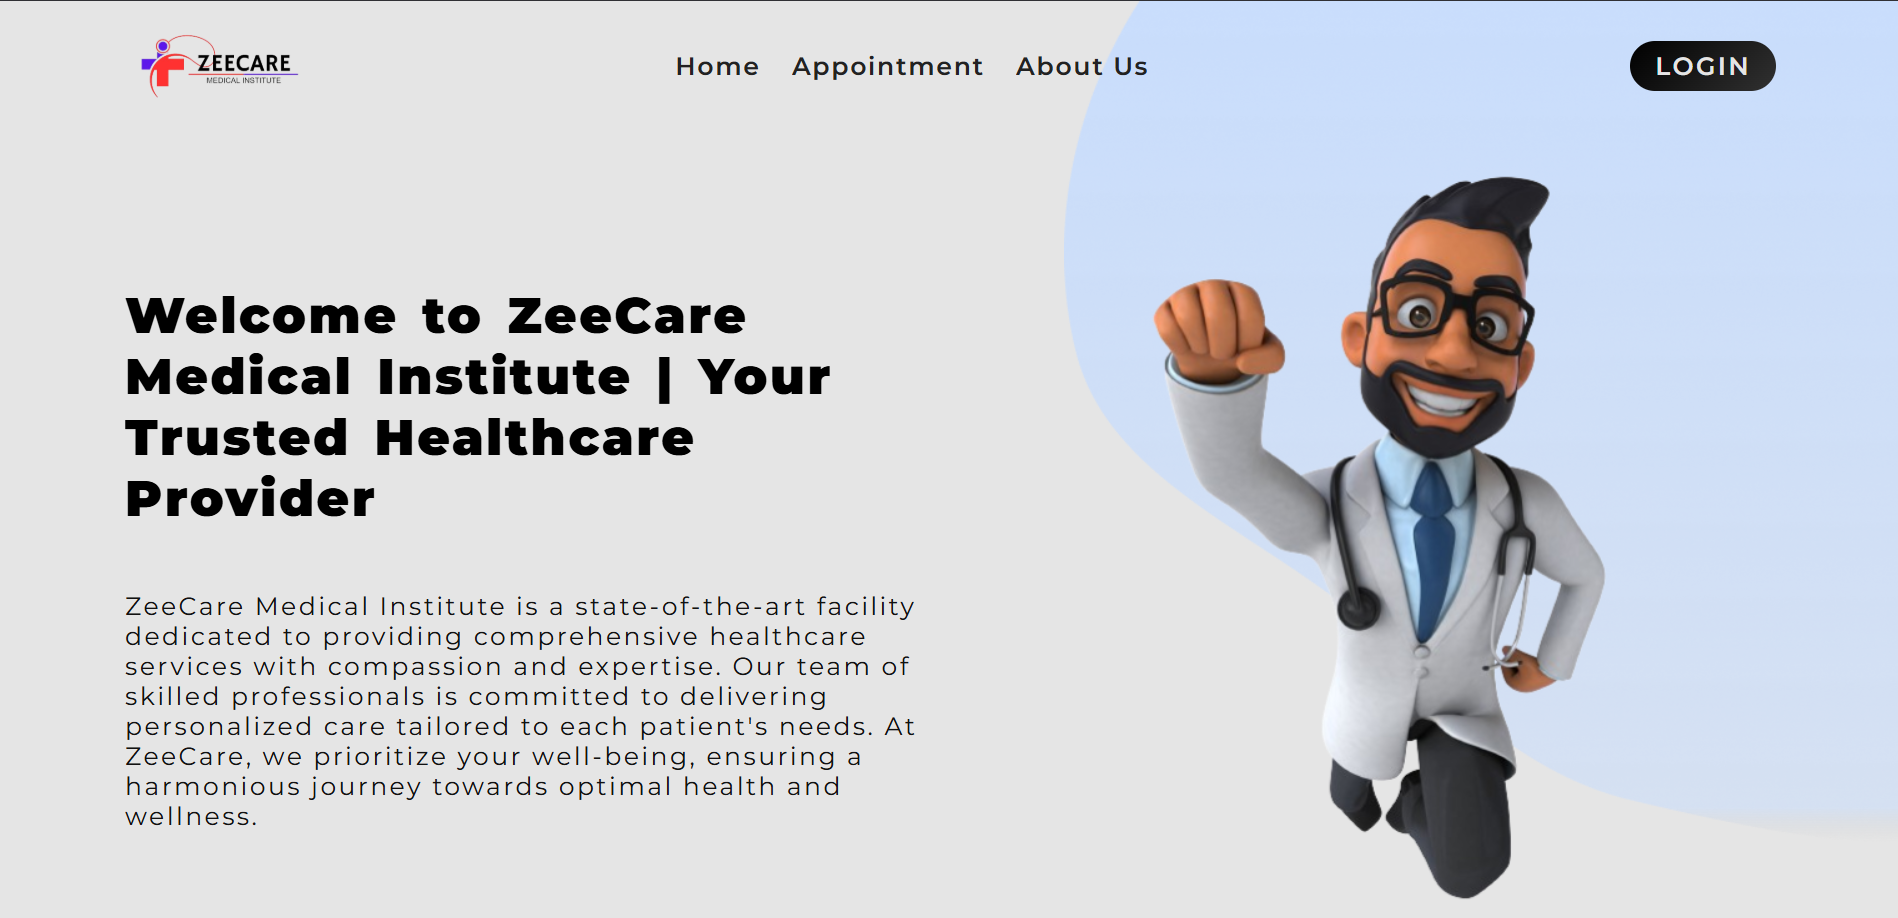 ZEECARE
MEDICAL INSTITUTE
Home Appointment About Us
LOGIN
Welcome to ZeeCare
Medical Institute | Your
Trusted Healthcare
Provider
ZeeCare Medical Institute is a state-of-the-art facility
dedicated to providing comprehensive healthcare
services with compassion and expertise. Our team of
skilled professionals is committed to delivering
personalized care tailored to each patient's needs. At
ZeeCare, we prioritize your well-being, ensuring a
harmonious journey towards optimal health and
wellness.